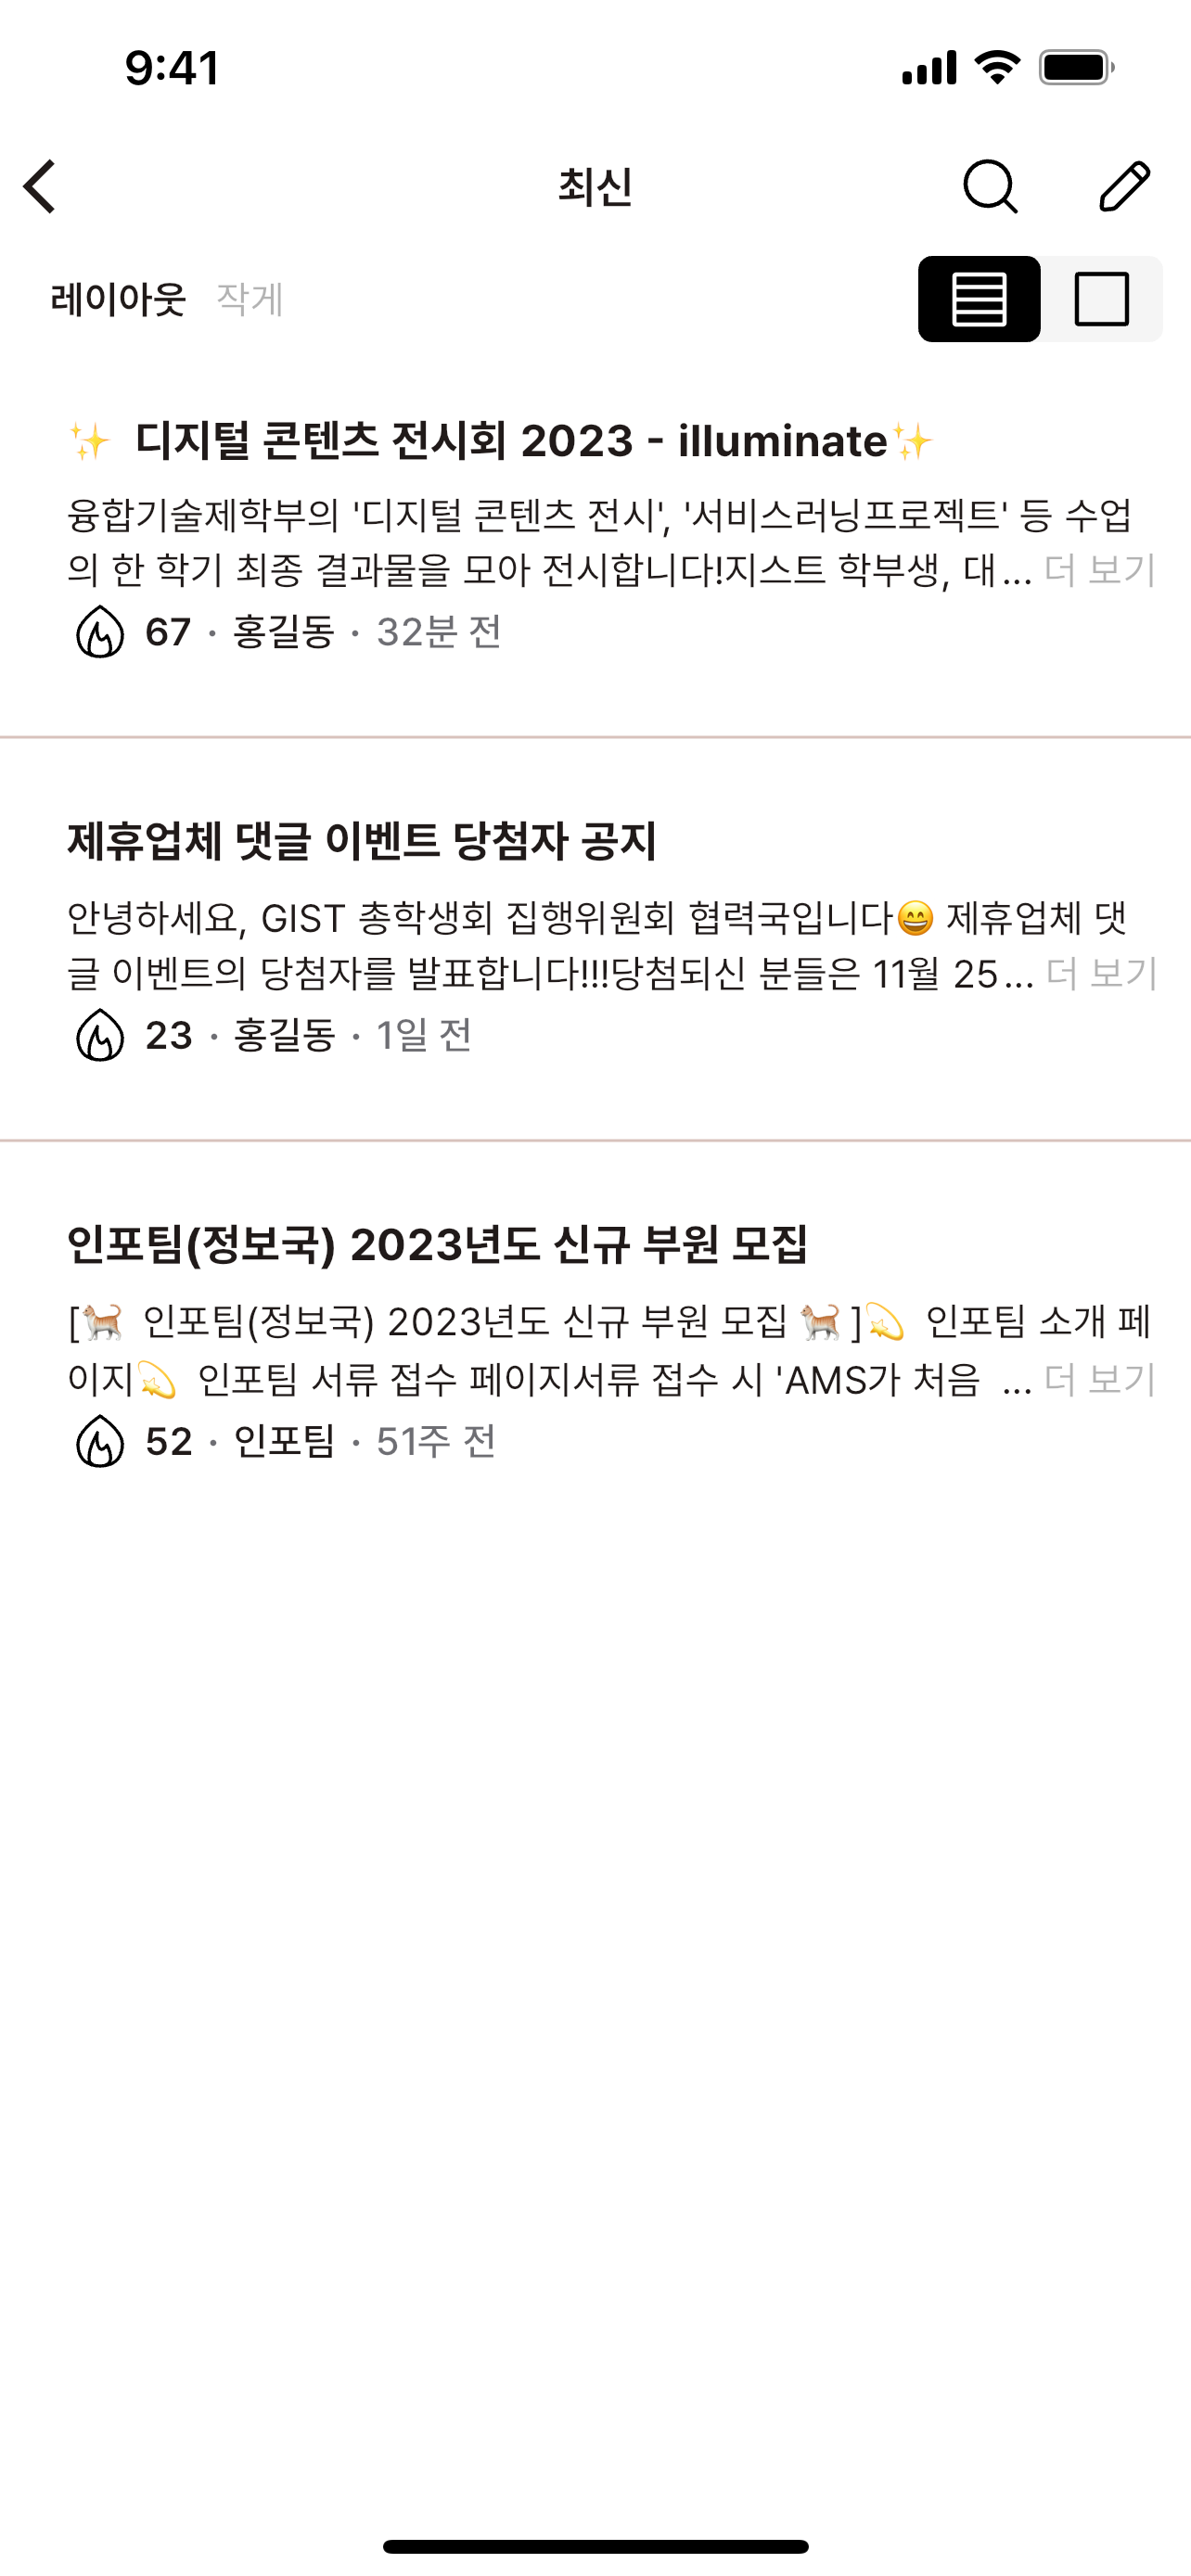 9:41
최신
레이아웃 작게
✨ 디지털 콘텐츠 전시회 2023 - illuminate✨
융합기술제학부의 '디지털 콘텐츠 전시', '서비스러닝프로젝트' 등 수업
의 한 학기 최종 결과물을 모아 전시합니다!지스트 학부생, 대... 더 보기
67 · 홍길동 · 32분 전
제휴업체 댓글 이벤트 당첨자 공지
안녕하세요, GIST 총학생회 집행위원회 협력국입니다😄 제휴업체 댓
글 이벤트의 당첨자를 발표합니다!!!당첨되신 분들은 11월 25... 더 보기
23 · 홍길동 · 1일 전
인포팀(정보국) 2023년도 신규 부원 모집
[🐈 인포팀(정보국) 2023년도 신규 부원 모집 🐈]💫 인포팀 소개 페
이지💫 인포팀 서류 접수 페이지서류 접수 시 'AMS가 처음 ... 더 보기
52 · 인포팀 · 51주 전